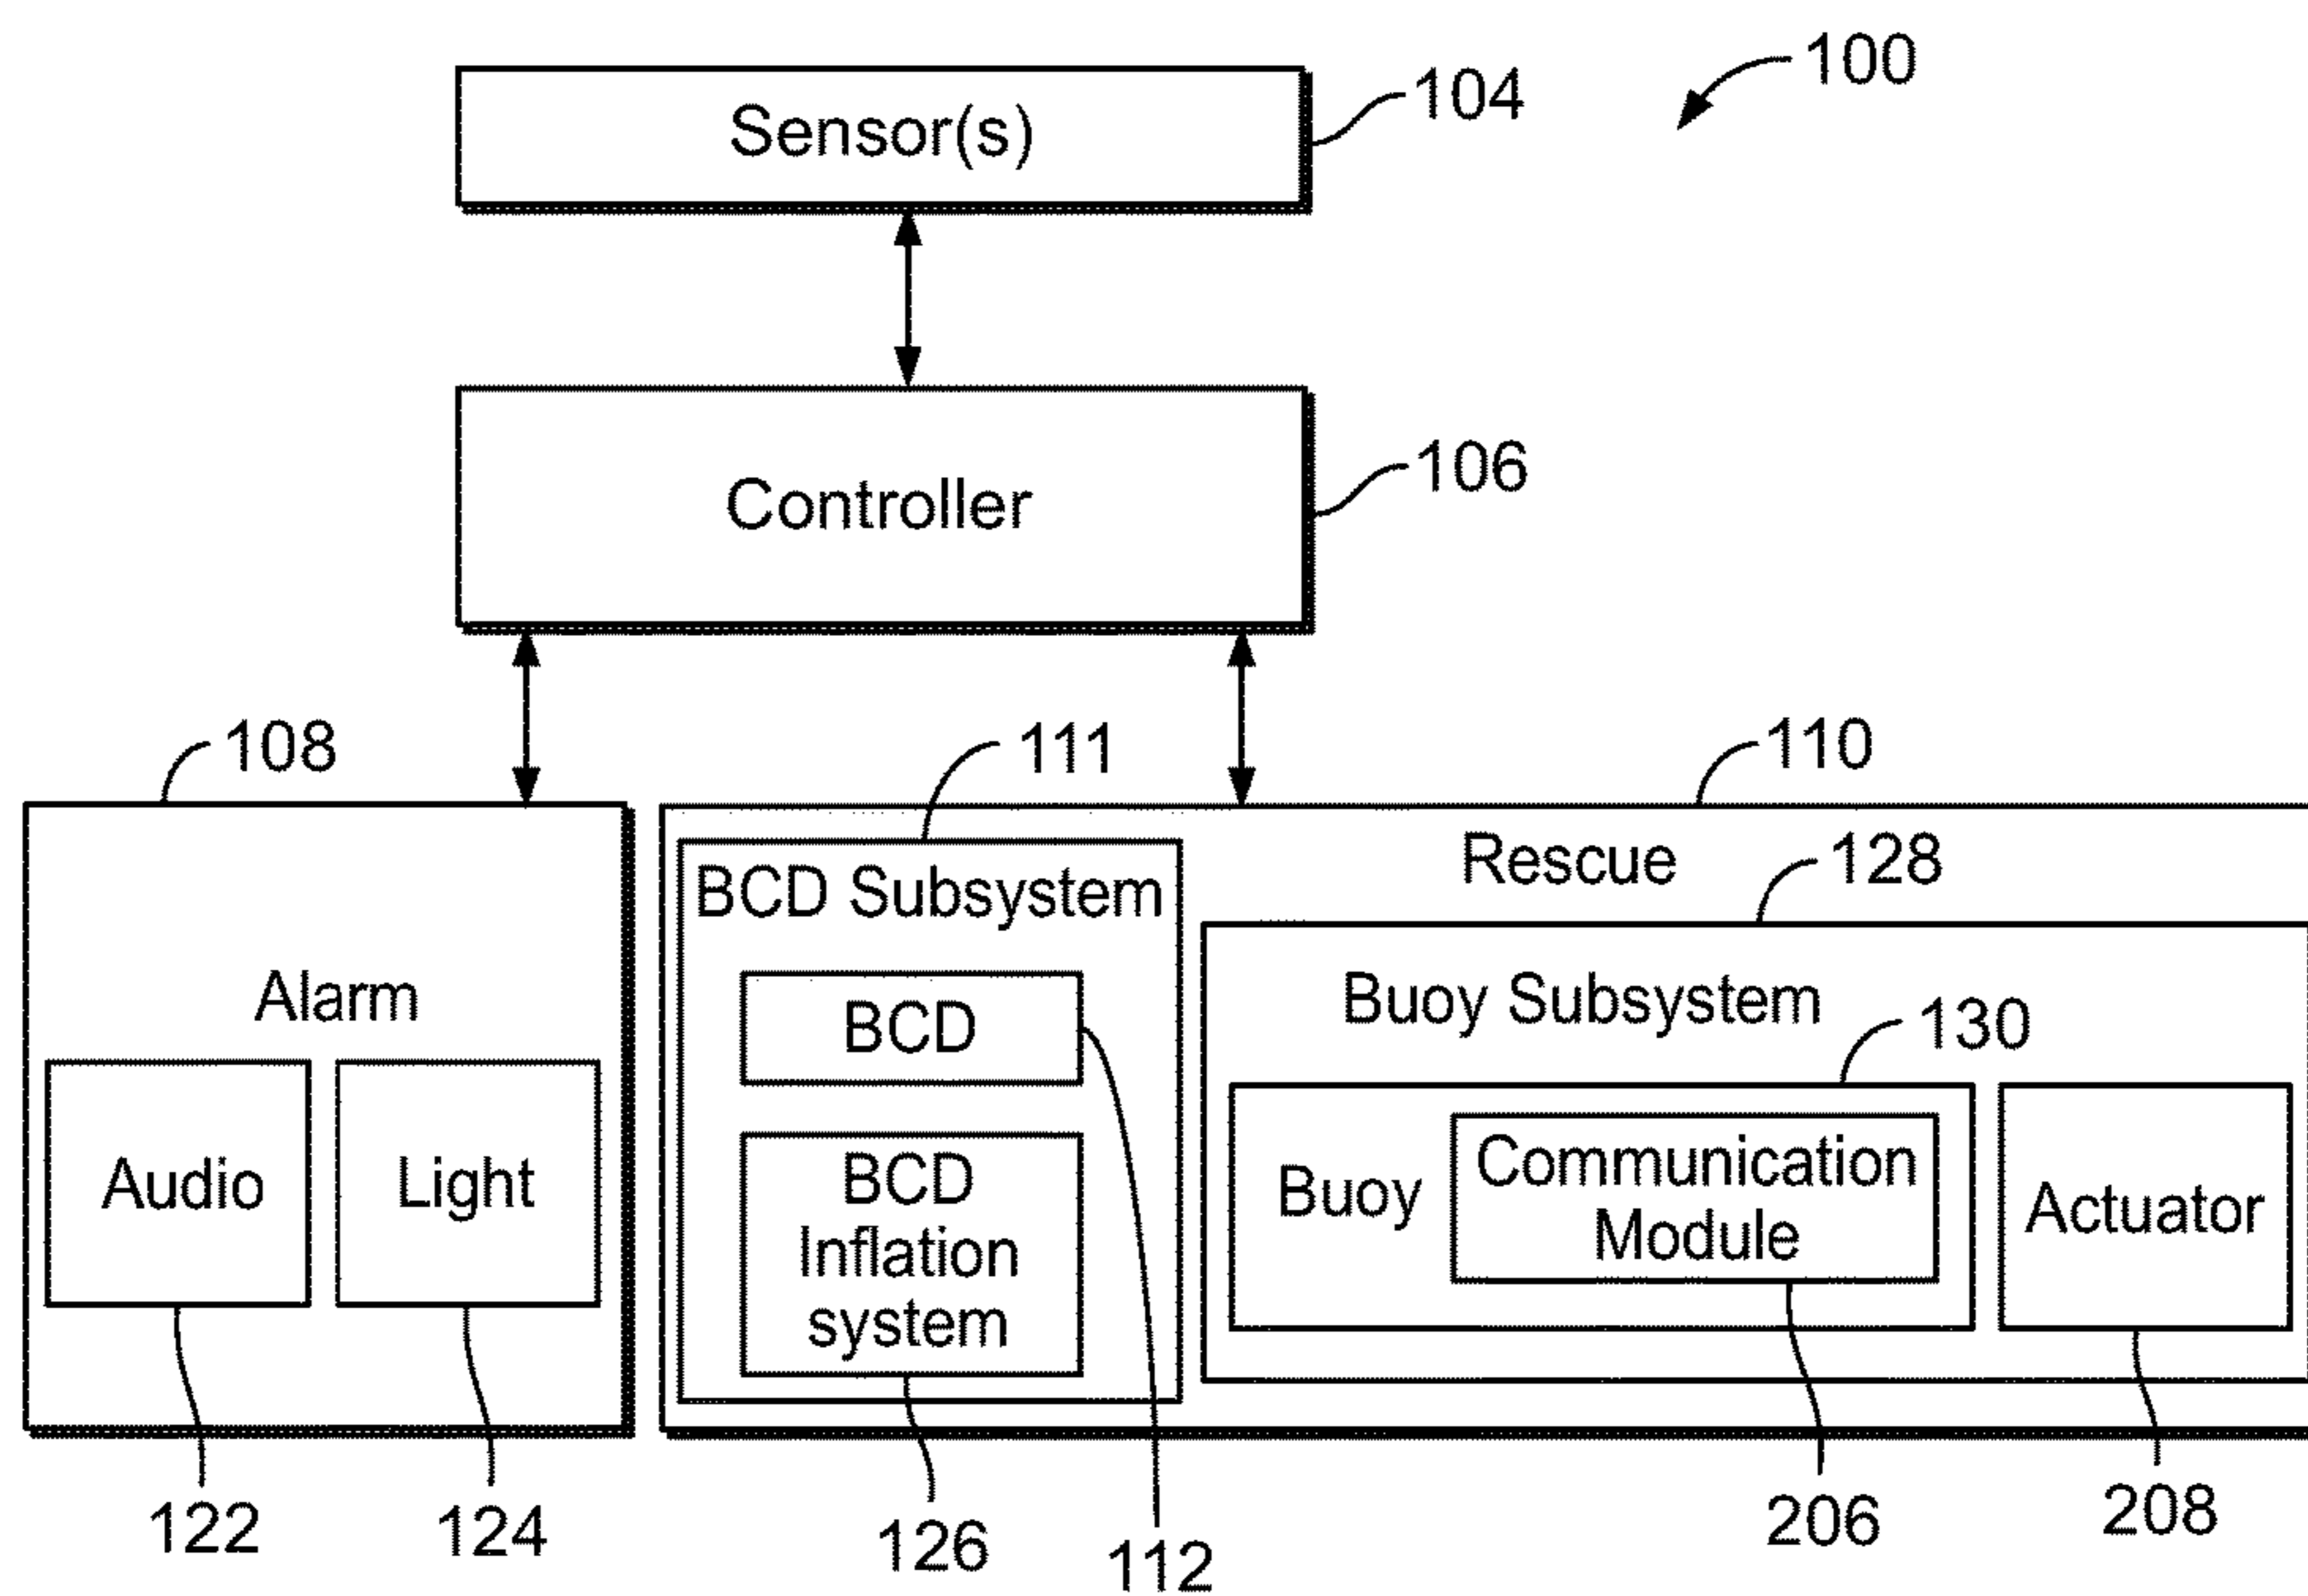 100
Sensor(s)
104
Controller
106
108
111
110
Rescue
128
BCD Subsystem
Alarm
BCD
Buoy Subsystem
130
Audio
Light
BCD
Inflation
system
Buoy
Communication
Module
Actuator
122
124
126
112
206
208